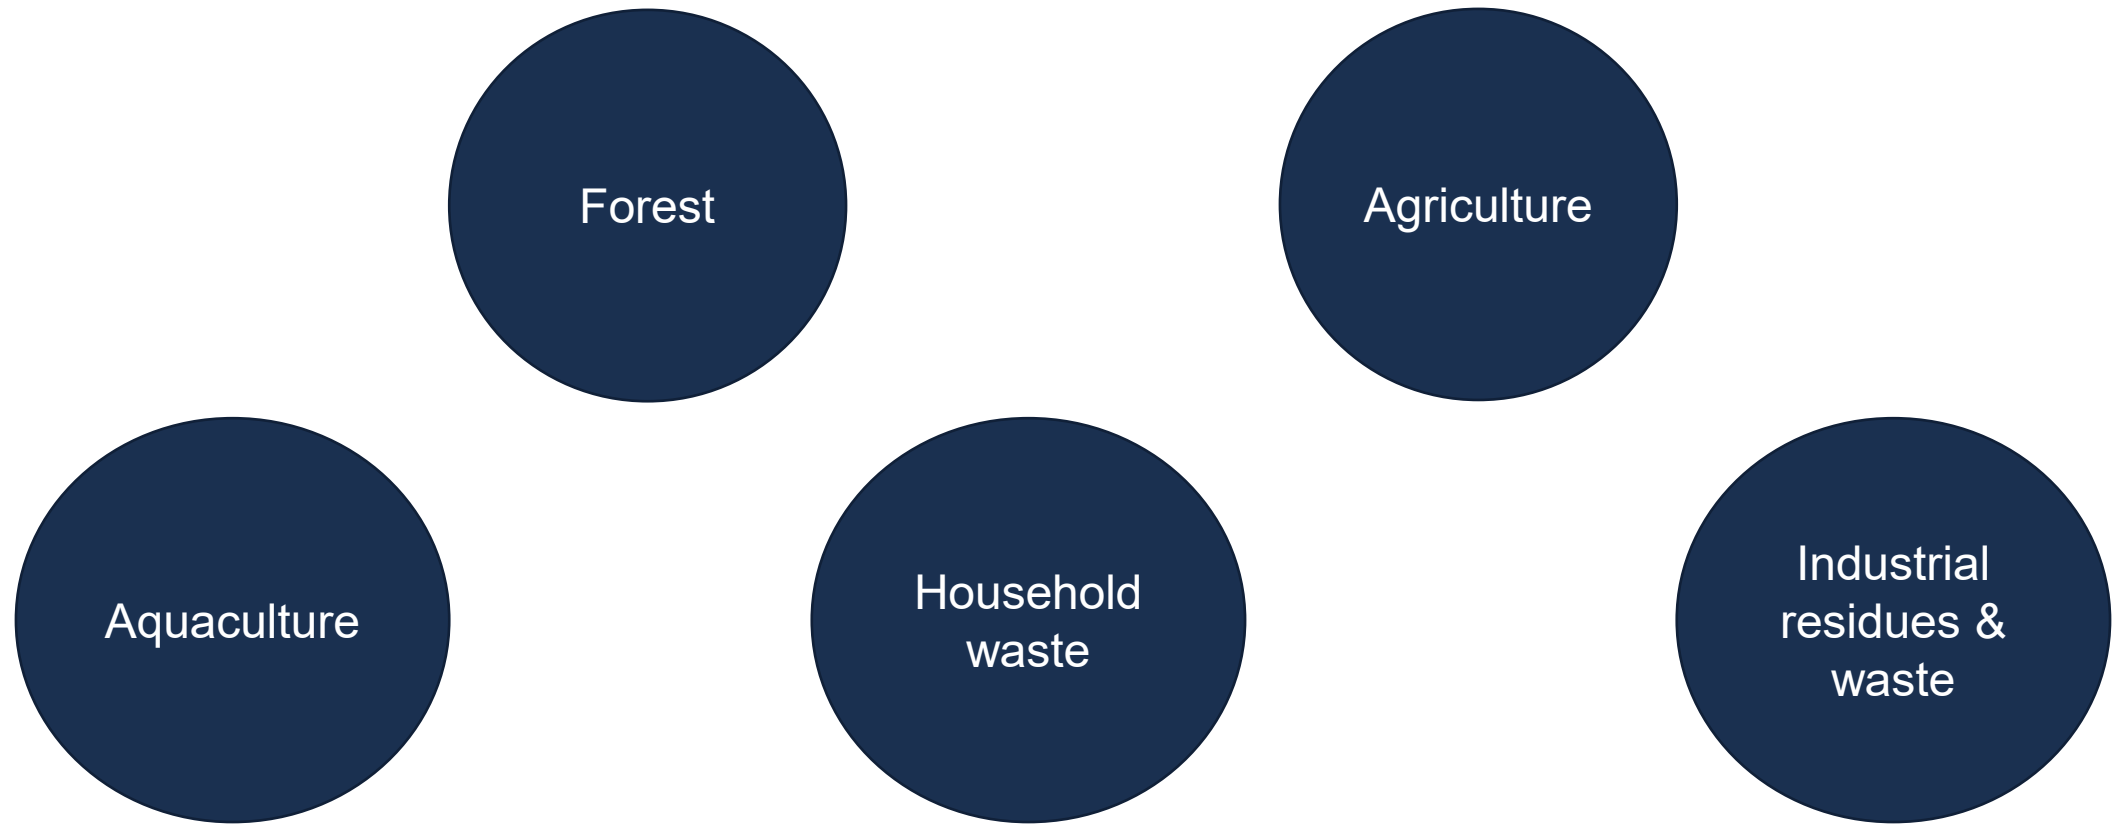 Forest
Agriculture
Aquaculture
Household
waste
Industrial
residues &
waste